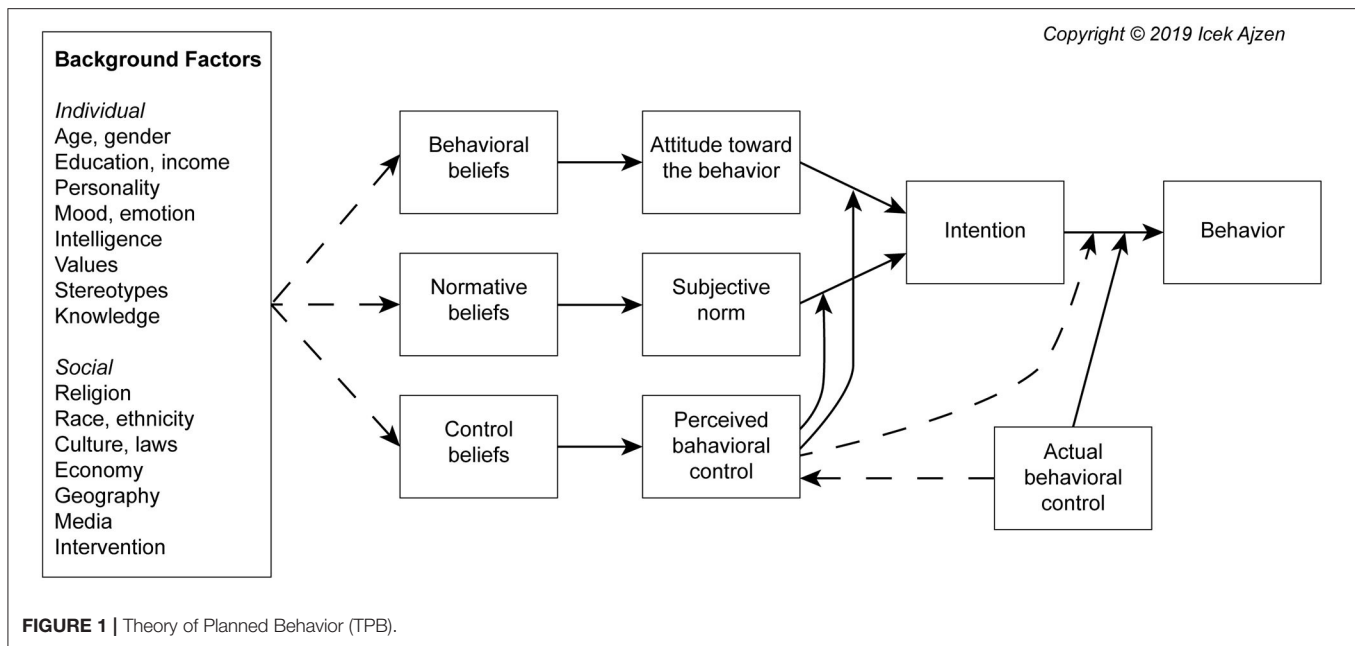 Copyright © 2019 Icek Ajzen
Background Factors
Individual
Age, gender
Education, income
Personality
Mood, emotion
Intelligence
Values
Stereotypes
Knowledge
Social
Religion
Race, ethnicity
Culture, laws
Economy
Geography
Media
Intervention
Behavioral
beliefs
Attitude toward
the behavior
Normative
beliefs
Subjective
norm
Control
beliefs
Perceived
bahavioral
control
Intention
Behavior
Actual
behavioral
control
FIGURE 1 | Theory of Planned Behavior (TPB).